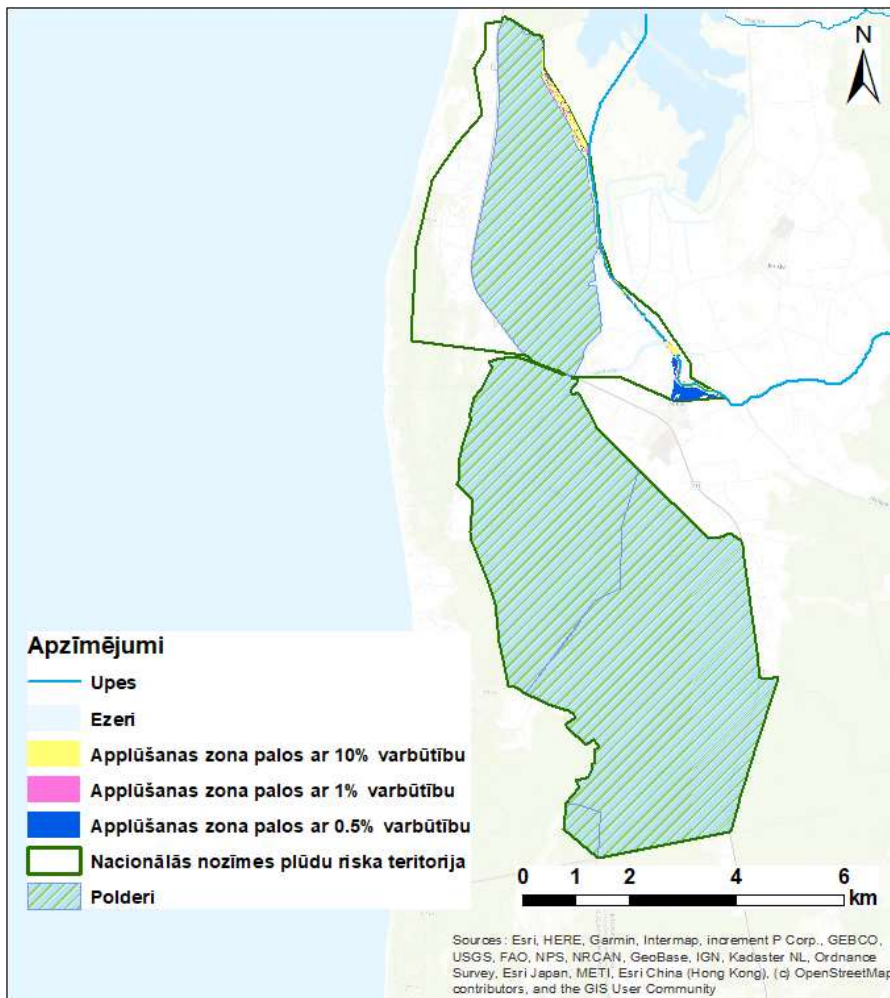 N
Apzīmējumi
Upes
Ezeri
Applūšanas zona palos ar 10% varbūtību
Applūšanas zona palos ar 1% varbūtību
Applūšanas zona palos ar 0.5% varbūtību
Nacionālās nozīmes plūdu riska teritorija
Polderi
0 1 2 4 6
km
Sources: Esri, HERE, Garmin, Intermap, increment P Corp., GEBCO,
USGS, FAO, NPS, NRCAN, GeoBase, IGN, Kadaster NL, Ordnance
Survey, Esri Japan, METI, Esri China (Hong Kong), (c) OpenStreetMap
contributors, and the GIS User Community